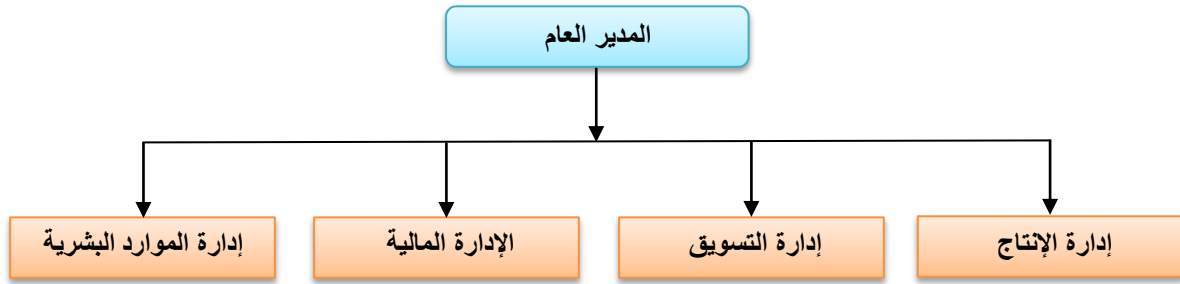 المدير العام
إدارة الإنتاج
إدارة التسويق
الإدارة المالية
إدارة الموارد البشرية